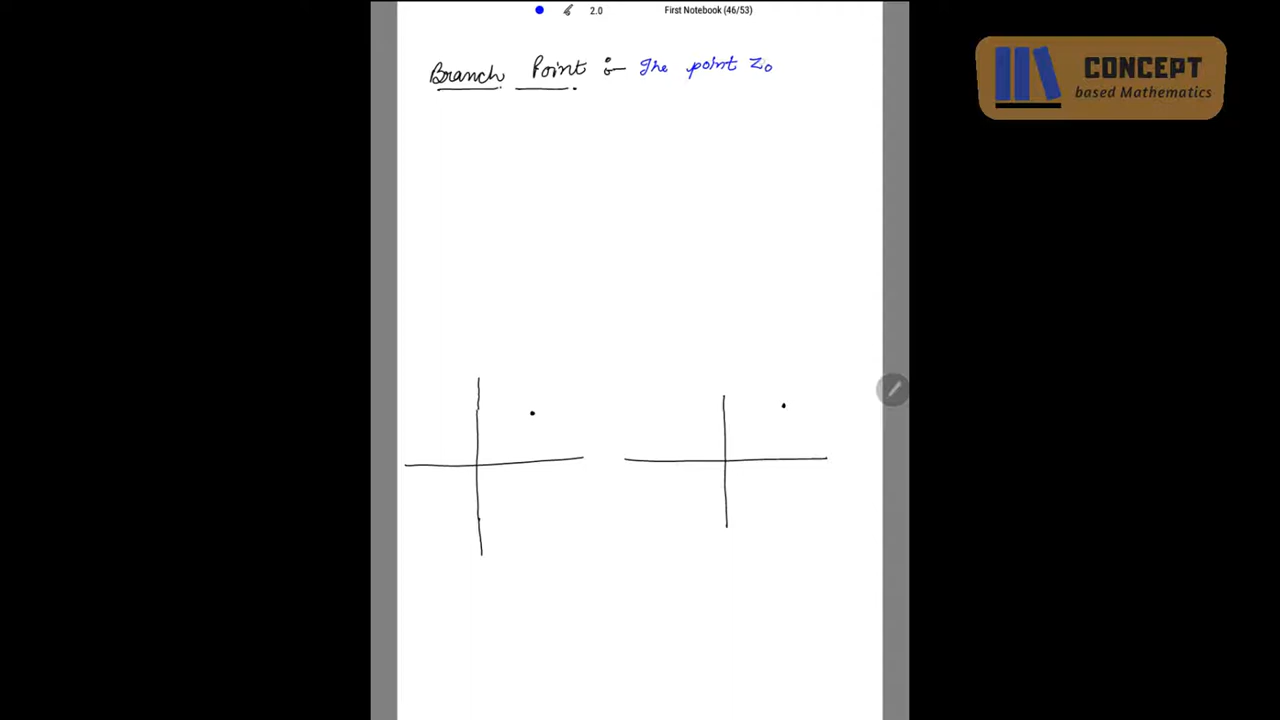 2.0 First Notebook (46/53)
Branch Point :- The point z₀
CONCEPT
based Mathematics